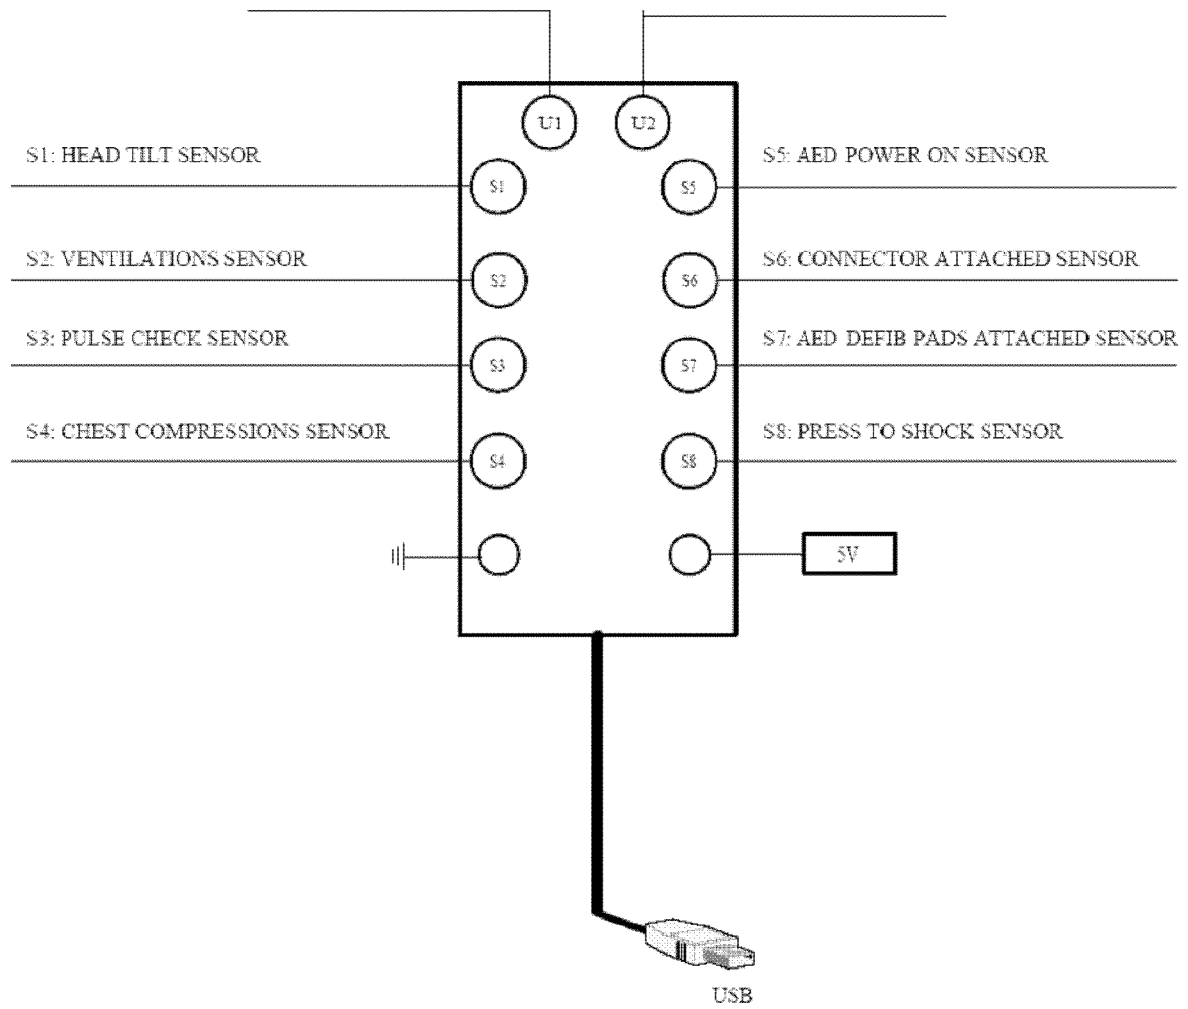 U1 U2
S1: HEAD TILT SENSOR
S5: AED POWER ON SENSOR
S1 S5
S2: VENTILATIONS SENSOR
S6: CONNECTOR ATTACHED SENSOR
S2 S6
S3: PULSE CHECK SENSOR
S7: AED DEFIB PADS ATTACHED SENSOR
S3 S7
S4: CHEST COMPRESSIONS SENSOR
S8: PRESS TO SHOCK SENSOR
S4 S8
5V
USB